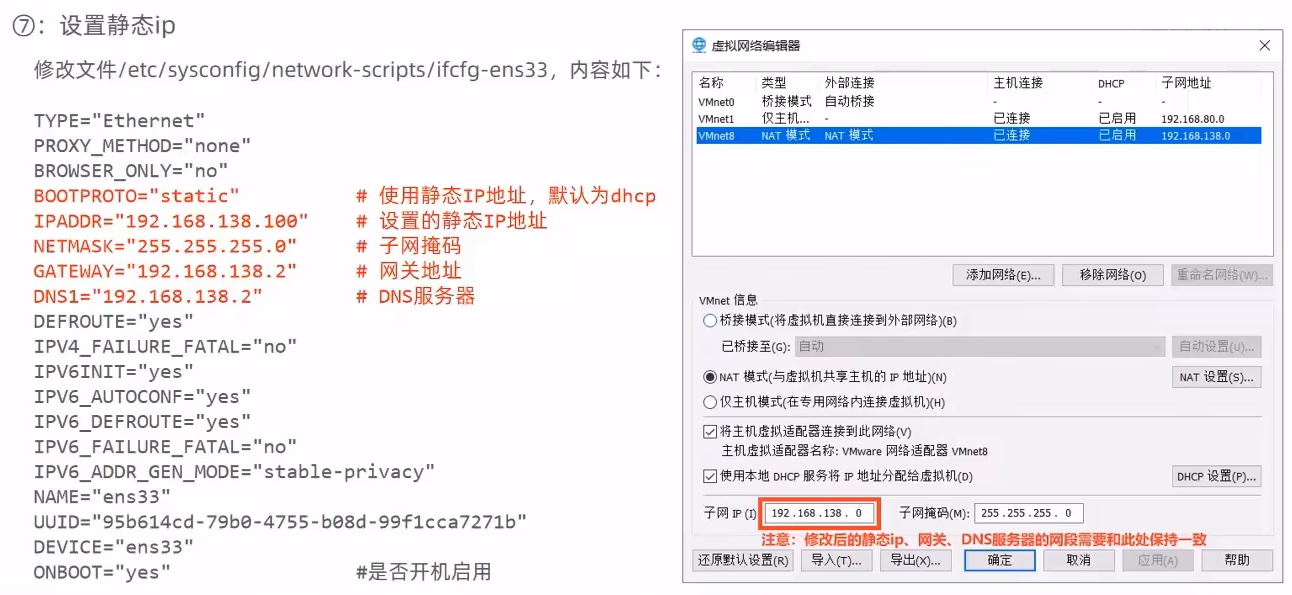 ⑦：设置静态ip
修改文件/etc/sysconfig/network-scripts/ifcfg-ens33，内容如下：
TYPE="Ethernet"
PROXY_METHOD="none"
BROWSER_ONLY="no"
BOOTPROTO="static" # 使用静态IP地址，默认为dhcp
IPADDR="192.168.138.100" # 设置的静态IP地址
NETMASK="255.255.255.0" # 子网掩码
GATEWAY="192.168.138.2" # 网关地址
DNS1="192.168.138.2" # DNS服务器
DEFROUTE="yes"
IPV4_FAILURE_FATAL="no"
IPV6INIT="yes"
IPV6_AUTOCONF="yes"
IPV6_DEFROUTE="yes"
IPV6_FAILURE_FATAL="no"
IPV6_ADDR_GEN_MODE="stable-privacy"
NAME="ens33"
UUID="95b614cd-79b0-4755-b08d-99f1cca7271b"
DEVICE="ens33"
ONBOOT="yes" #是否开机启用
虚拟网络编辑器
名称 类型 外部连接 主机连接 DHCP 子网地址
VMnet0 桥接模式 自动桥接 - - -
VMnet1 仅主机... - 已连接 已启用 192.168.80.0
VMnet8 NAT 模式 NAT 模式 已连接 已启用 192.168.138.0
添加网络(E)... 移除网络(O) 重命名网络(W)...
VMnet 信息
桥接模式(将虚拟机直接连接到外部网络)(B)
已桥接至(G): 自动 自动设置(U)...
NAT 模式(与虚拟机共享主机的 IP 地址)(N) NAT 设置(S)...
仅主机模式(在专用网络内连接虚拟机)(H)
将主机虚拟适配器连接到此网络(V)
主机虚拟适配器名称: VMware 网络适配器 VMnet8
使用本地 DHCP 服务将 IP 地址分配给虚拟机(D) DHCP 设置(P)...
子网 IP (I) 192.168.138. 0 子网掩码(M): 255.255.255. 0
注意：修改后的静态ip、网关、DNS服务器的网段需要和此处保持一致
还原默认设置(R) 导入(T)... 导出(X)... 确定 取消 应用(A) 帮助